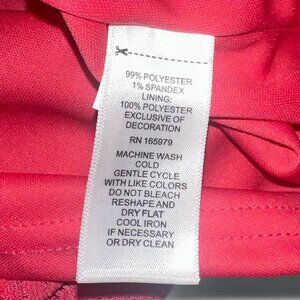 99% POLYESTER
1% SPANDEX
LINING:
100% POLYESTER
EXCLUSIVE OF
DECORATION
RN 165979
MACHINE WASH
COLD
GENTLE CYCLE
WITH LIKE COLORS
DO NOT BLEACH
RESHAPE AND
DRY FLAT
COOL IRON
IF NECESSARY
OR DRY CLEAN